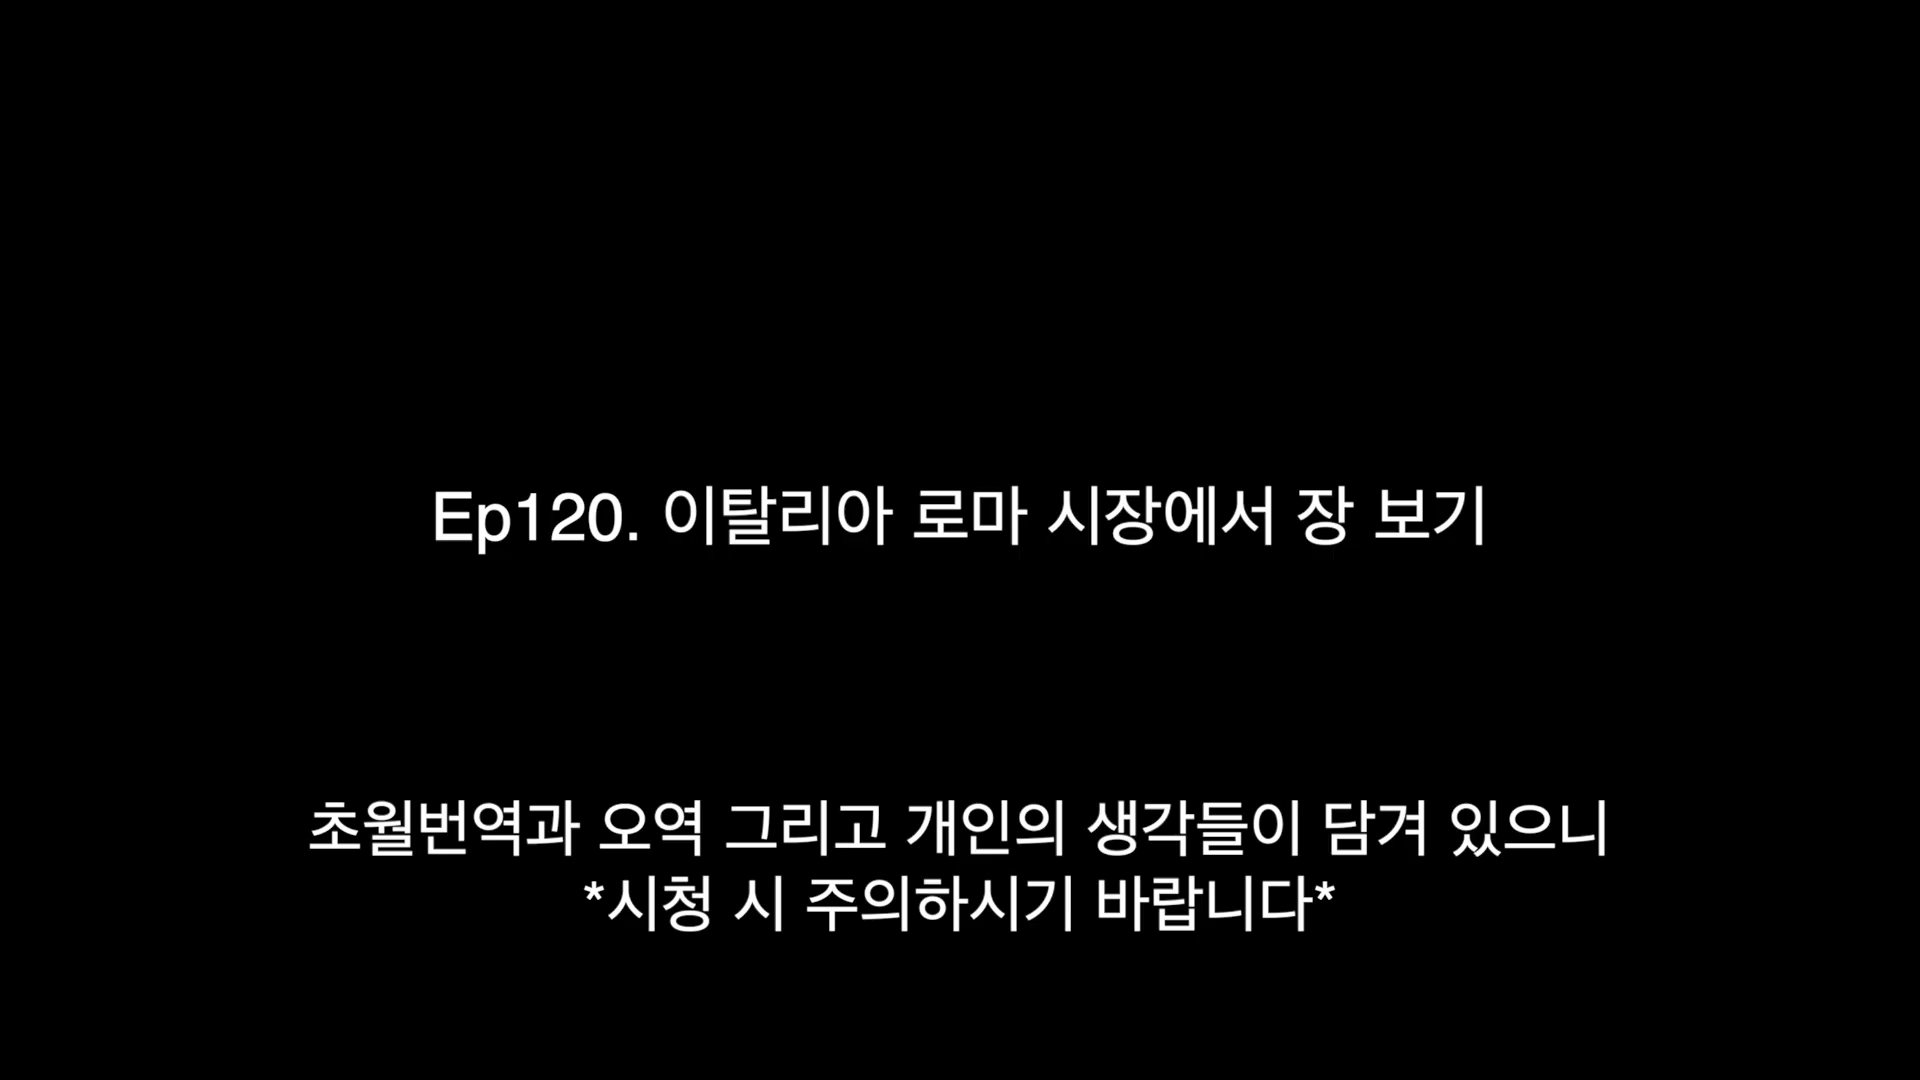 Ep120. 이탈리아 로마 시장에서 장 보기
초월번역과 오역 그리고 개인의 생각들이 담겨 있으니
*시청 시 주의하시기 바랍니다*